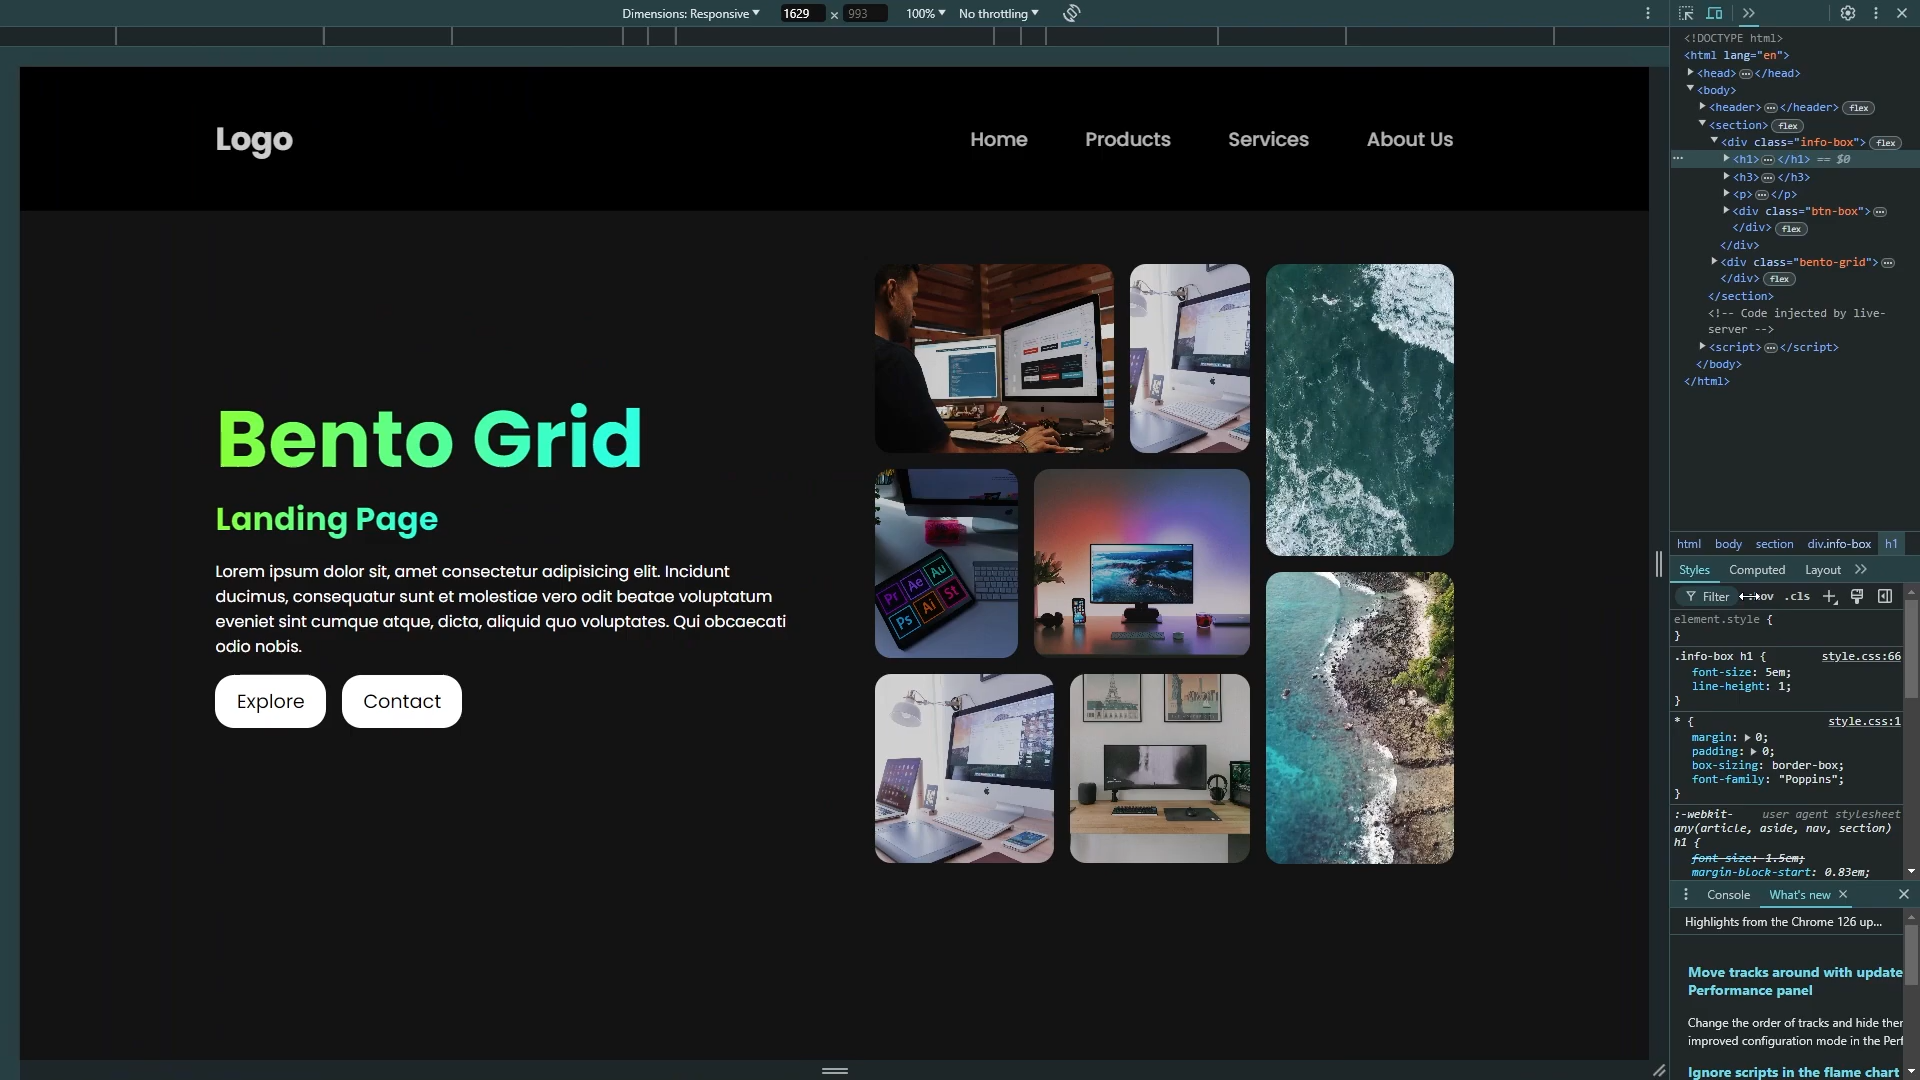 Dimensions: Responsive 1629 x 993 100% No throttling
Logo
Home Products Services About Us
Bento Grid
Landing Page
Lorem ipsum dolor sit, amet consectetur adipisicing elit. Incidunt
ducimus, consequatur sunt et molestiae vero odit beatae voluptatum
eveniet sint cumque atque, dicta, aliquid quo voluptates. Qui obcaecati
odio nobis.
Explore Contact
Pr Ae Au
Ps Ai St
<!DOCTYPE html>
<html lang="en">
<head> … </head>
<body>
<header> … </header> flex
<section> flex
<div class="info-box"> flex
… <h1> … </h1> == $0
<h3> … </h3>
<p> … </p>
<div class="btn-box"> …
</div> flex
</div>
<div class="bento-grid"> …
</div> flex
</section>
<!-- Code injected by live-
server -->
<script> … </script>
</body>
</html>
html body section div.info-box h1
Styles Computed Layout
Filter .cls
element.style {
}
.info-box h1 { style.css:66
font-size: 5em;
line-height: 1;
}
* { style.css:1
margin: 0;
padding: 0;
box-sizing: border-box;
font-family: "Poppins";
}
:-webkit- user agent stylesheet
any(article, aside, nav, section)
h1 {
font-size: 1.5em;
margin-block-start: 0.83em;
Console What's new
Highlights from the Chrome 126 up...
Move tracks around with update
Performance panel
Change the order of tracks and hide ther
improved configuration mode in the Perf
Ignore scripts in the flame chart